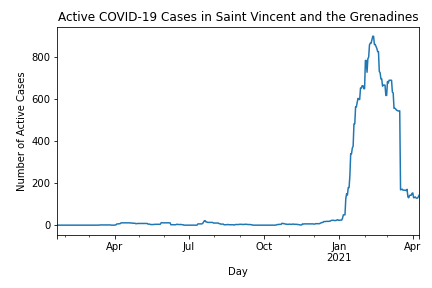 Active COVID-19 Cases in Saint Vincent and the Grenadines
Number of Active Cases
800
600
400
200
0
Apr Jul Oct Jan Apr
2021
Day